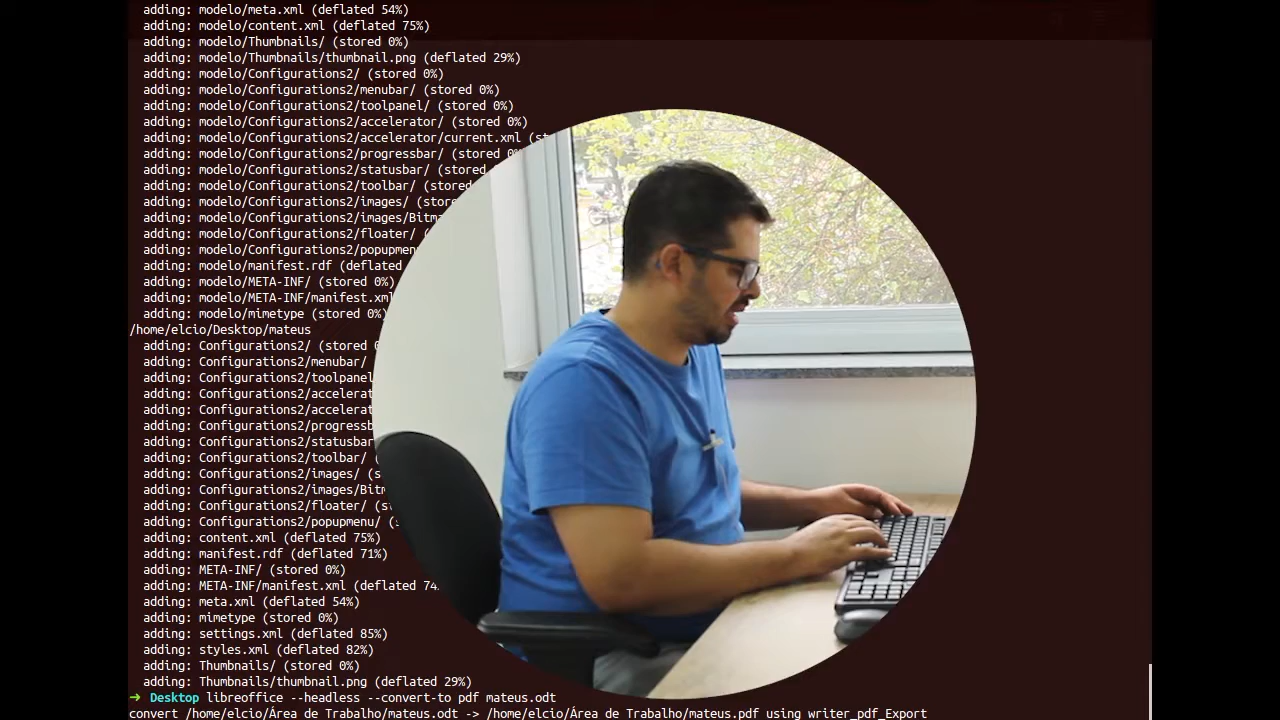 adding: modelo/meta.xml (deflated 54%)
adding: modelo/content.xml (deflated 75%)
adding: modelo/Thumbnails/ (stored 0%)
adding: modelo/Thumbnails/thumbnail.png (deflated 29%)
adding: modelo/Configurations2/ (stored 0%)
adding: modelo/Configurations2/menubar/ (stored 0%)
adding: modelo/Configurations2/toolpanel/ (stored 0%)
adding: modelo/Configurations2/accelerator/ (stored 0%)
adding: modelo/Configurations2/accelerator/current.xml (st
adding: modelo/Configurations2/progressbar/ (stored 0%
adding: modelo/Configurations2/statusbar/ (stored
adding: modelo/Configurations2/toolbar/ (stored
adding: modelo/Configurations2/images/ (store
adding: modelo/Configurations2/images/Bitm
adding: modelo/Configurations2/floater/ (
adding: modelo/Configurations2/popupmen
adding: modelo/manifest.rdf (deflated
adding: modelo/META-INF/ (stored 0%)
adding: modelo/META-INF/manifest.xml
adding: modelo/mimetype (stored 0%)
/home/elcio/Desktop/mateus
adding: Configurations2/ (stored 0
adding: Configurations2/menubar/
adding: Configurations2/toolpanel
adding: Configurations2/accelerat
adding: Configurations2/accelerat
adding: Configurations2/progressb
adding: Configurations2/statusbar
adding: Configurations2/toolbar/ (
adding: Configurations2/images/ (s
adding: Configurations2/images/Bitm
adding: Configurations2/floater/ (st
adding: Configurations2/popupmenu/ (s
adding: content.xml (deflated 75%)
adding: manifest.rdf (deflated 71%)
adding: META-INF/ (stored 0%)
adding: META-INF/manifest.xml (deflated 74
adding: meta.xml (deflated 54%)
adding: mimetype (stored 0%)
adding: settings.xml (deflated 85%)
adding: styles.xml (deflated 82%)
adding: Thumbnails/ (stored 0%)
adding: Thumbnails/thumbnail.png (deflated 29%)
➜ Desktop libreoffice --headless --convert-to pdf mateus.odt
convert /home/elcio/Área de Trabalho/mateus.odt -> /home/elcio/Área de Trabalho/mateus.pdf using writer_pdf_Export